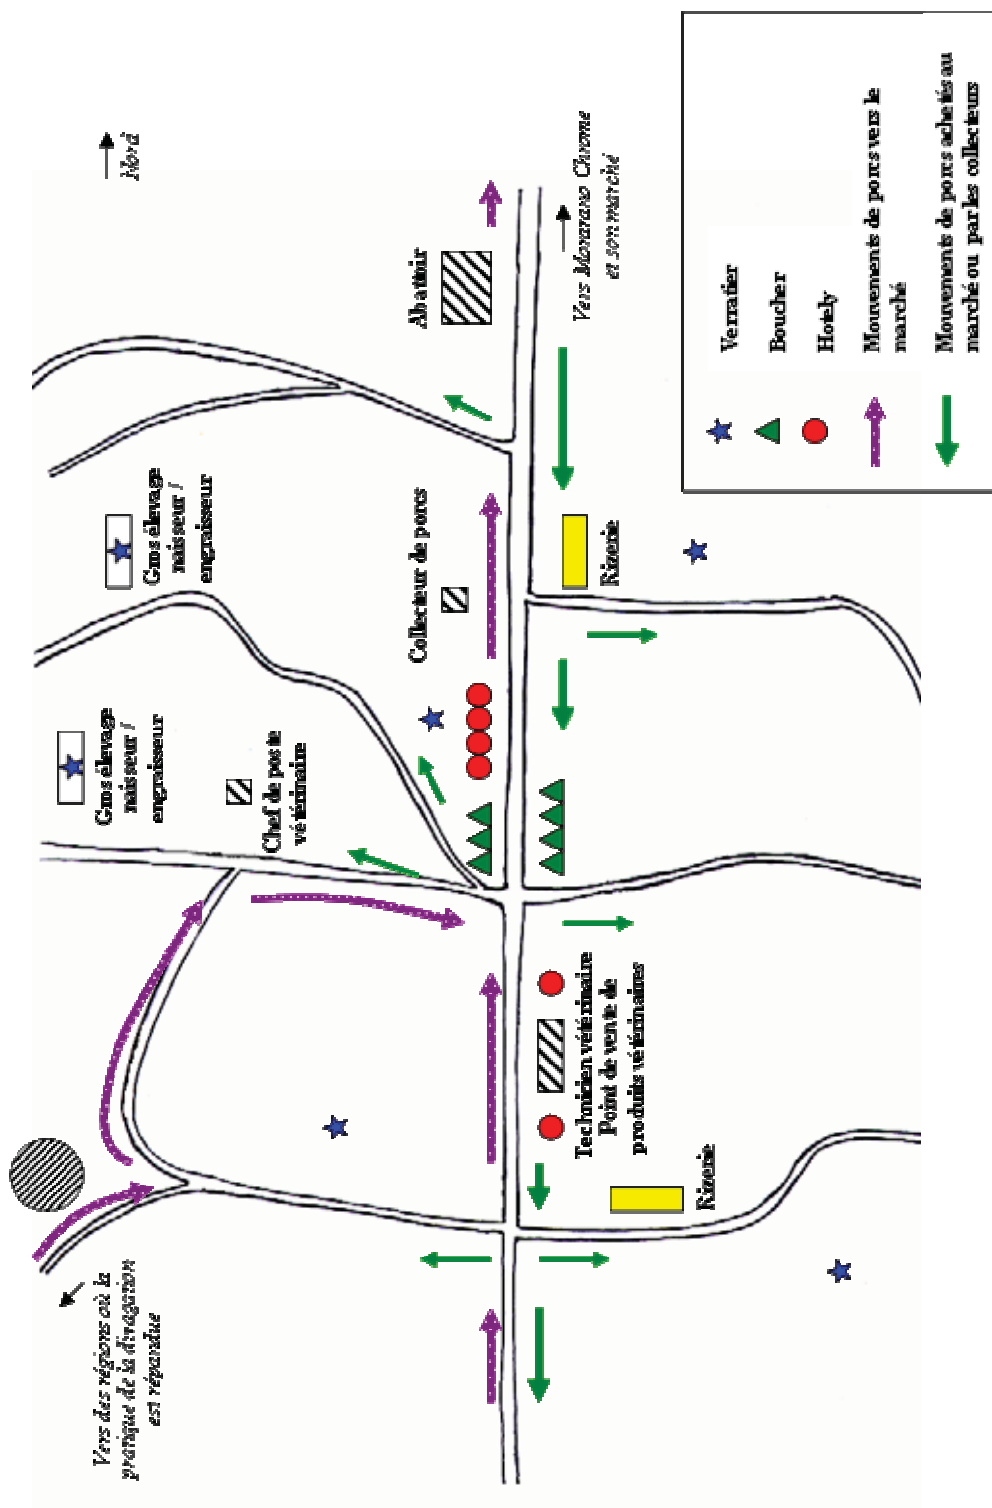 Nord
Vers Morarano Chrome
et son marché
Abattoir
Gros élevage
naisseur /
engraisseur
Collecteur de porcs
Rizerie
Gros élevage
naisseur /
engraisseur
Chef de poste
vétérinaire
Technicien vétérinaire
Point de vente de
produits vétérinaires
Rizerie
Vers des régions où la
pratique de la divagation
est répandue
Verratier
Boucher
Hotely
Mouvements de porcs vers le
marché
Mouvements de porcs achetés au
marché ou par les collecteurs